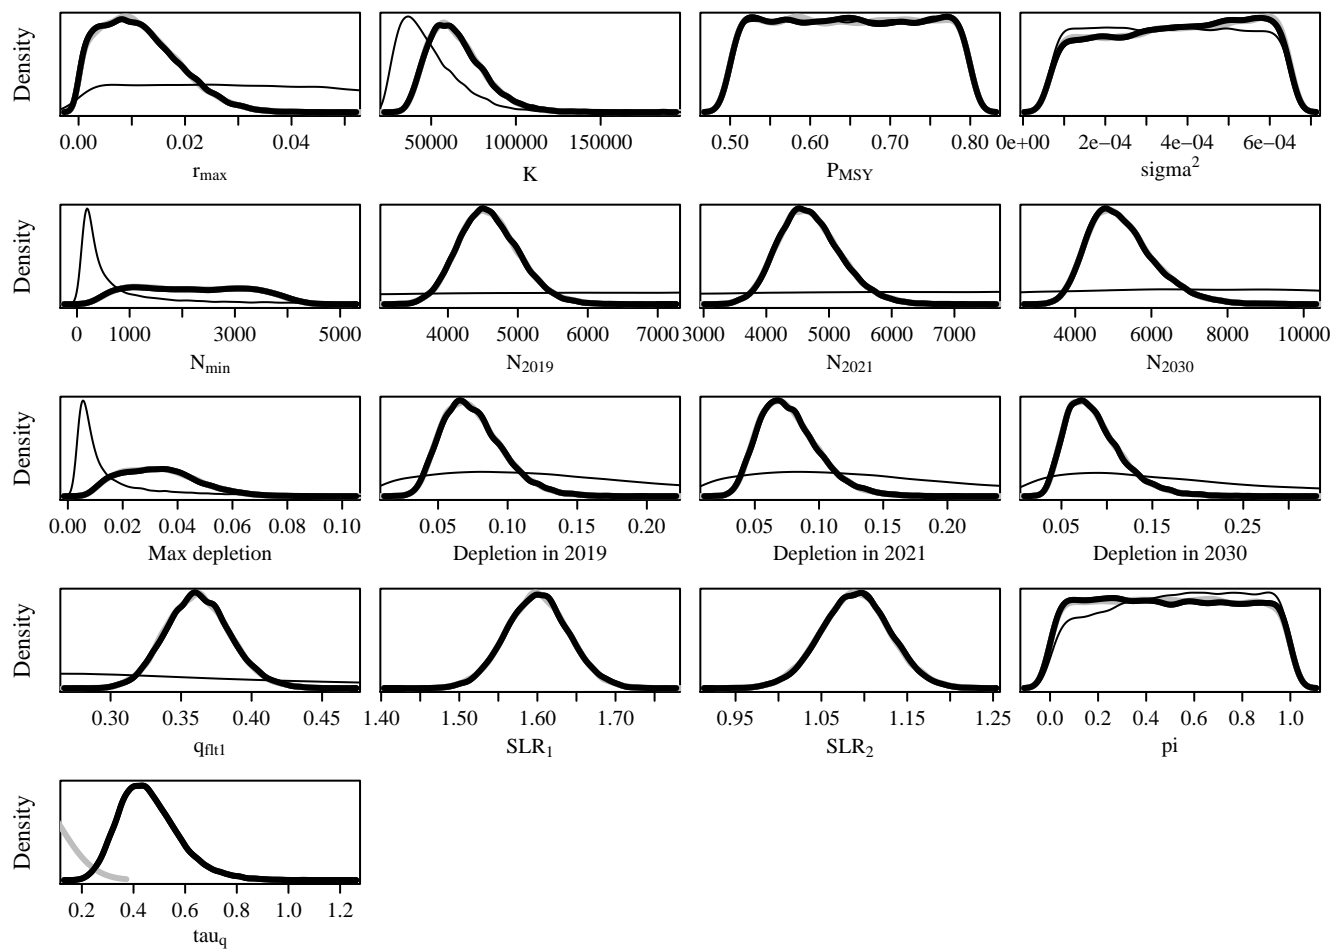 Density
0.00 0.02 0.04 50000 100000 150000 0.50 0.60 0.70 0.80 0e+00 2e−04 4e−04 6e−04
r_max K P_MSY sigma^2
Density
0 1000 3000 5000 4000 5000 6000 7000 3000 4000 5000 6000 7000 4000 6000 8000 10000
N_min N_2019 N_2021 N_2030
Density
0.00 0.02 0.04 0.06 0.08 0.10 0.05 0.10 0.15 0.20 0.05 0.10 0.15 0.20 0.05 0.15 0.25
Max depletion Depletion in 2019 Depletion in 2021 Depletion in 2030
Density
0.30 0.35 0.40 0.45 1.40 1.50 1.60 1.70 0.95 1.05 1.15 1.25 0.0 0.2 0.4 0.6 0.8 1.0
q_flt1 SLR_1 SLR_2 pi
Density
0.2 0.4 0.6 0.8 1.0 1.2
tau_q